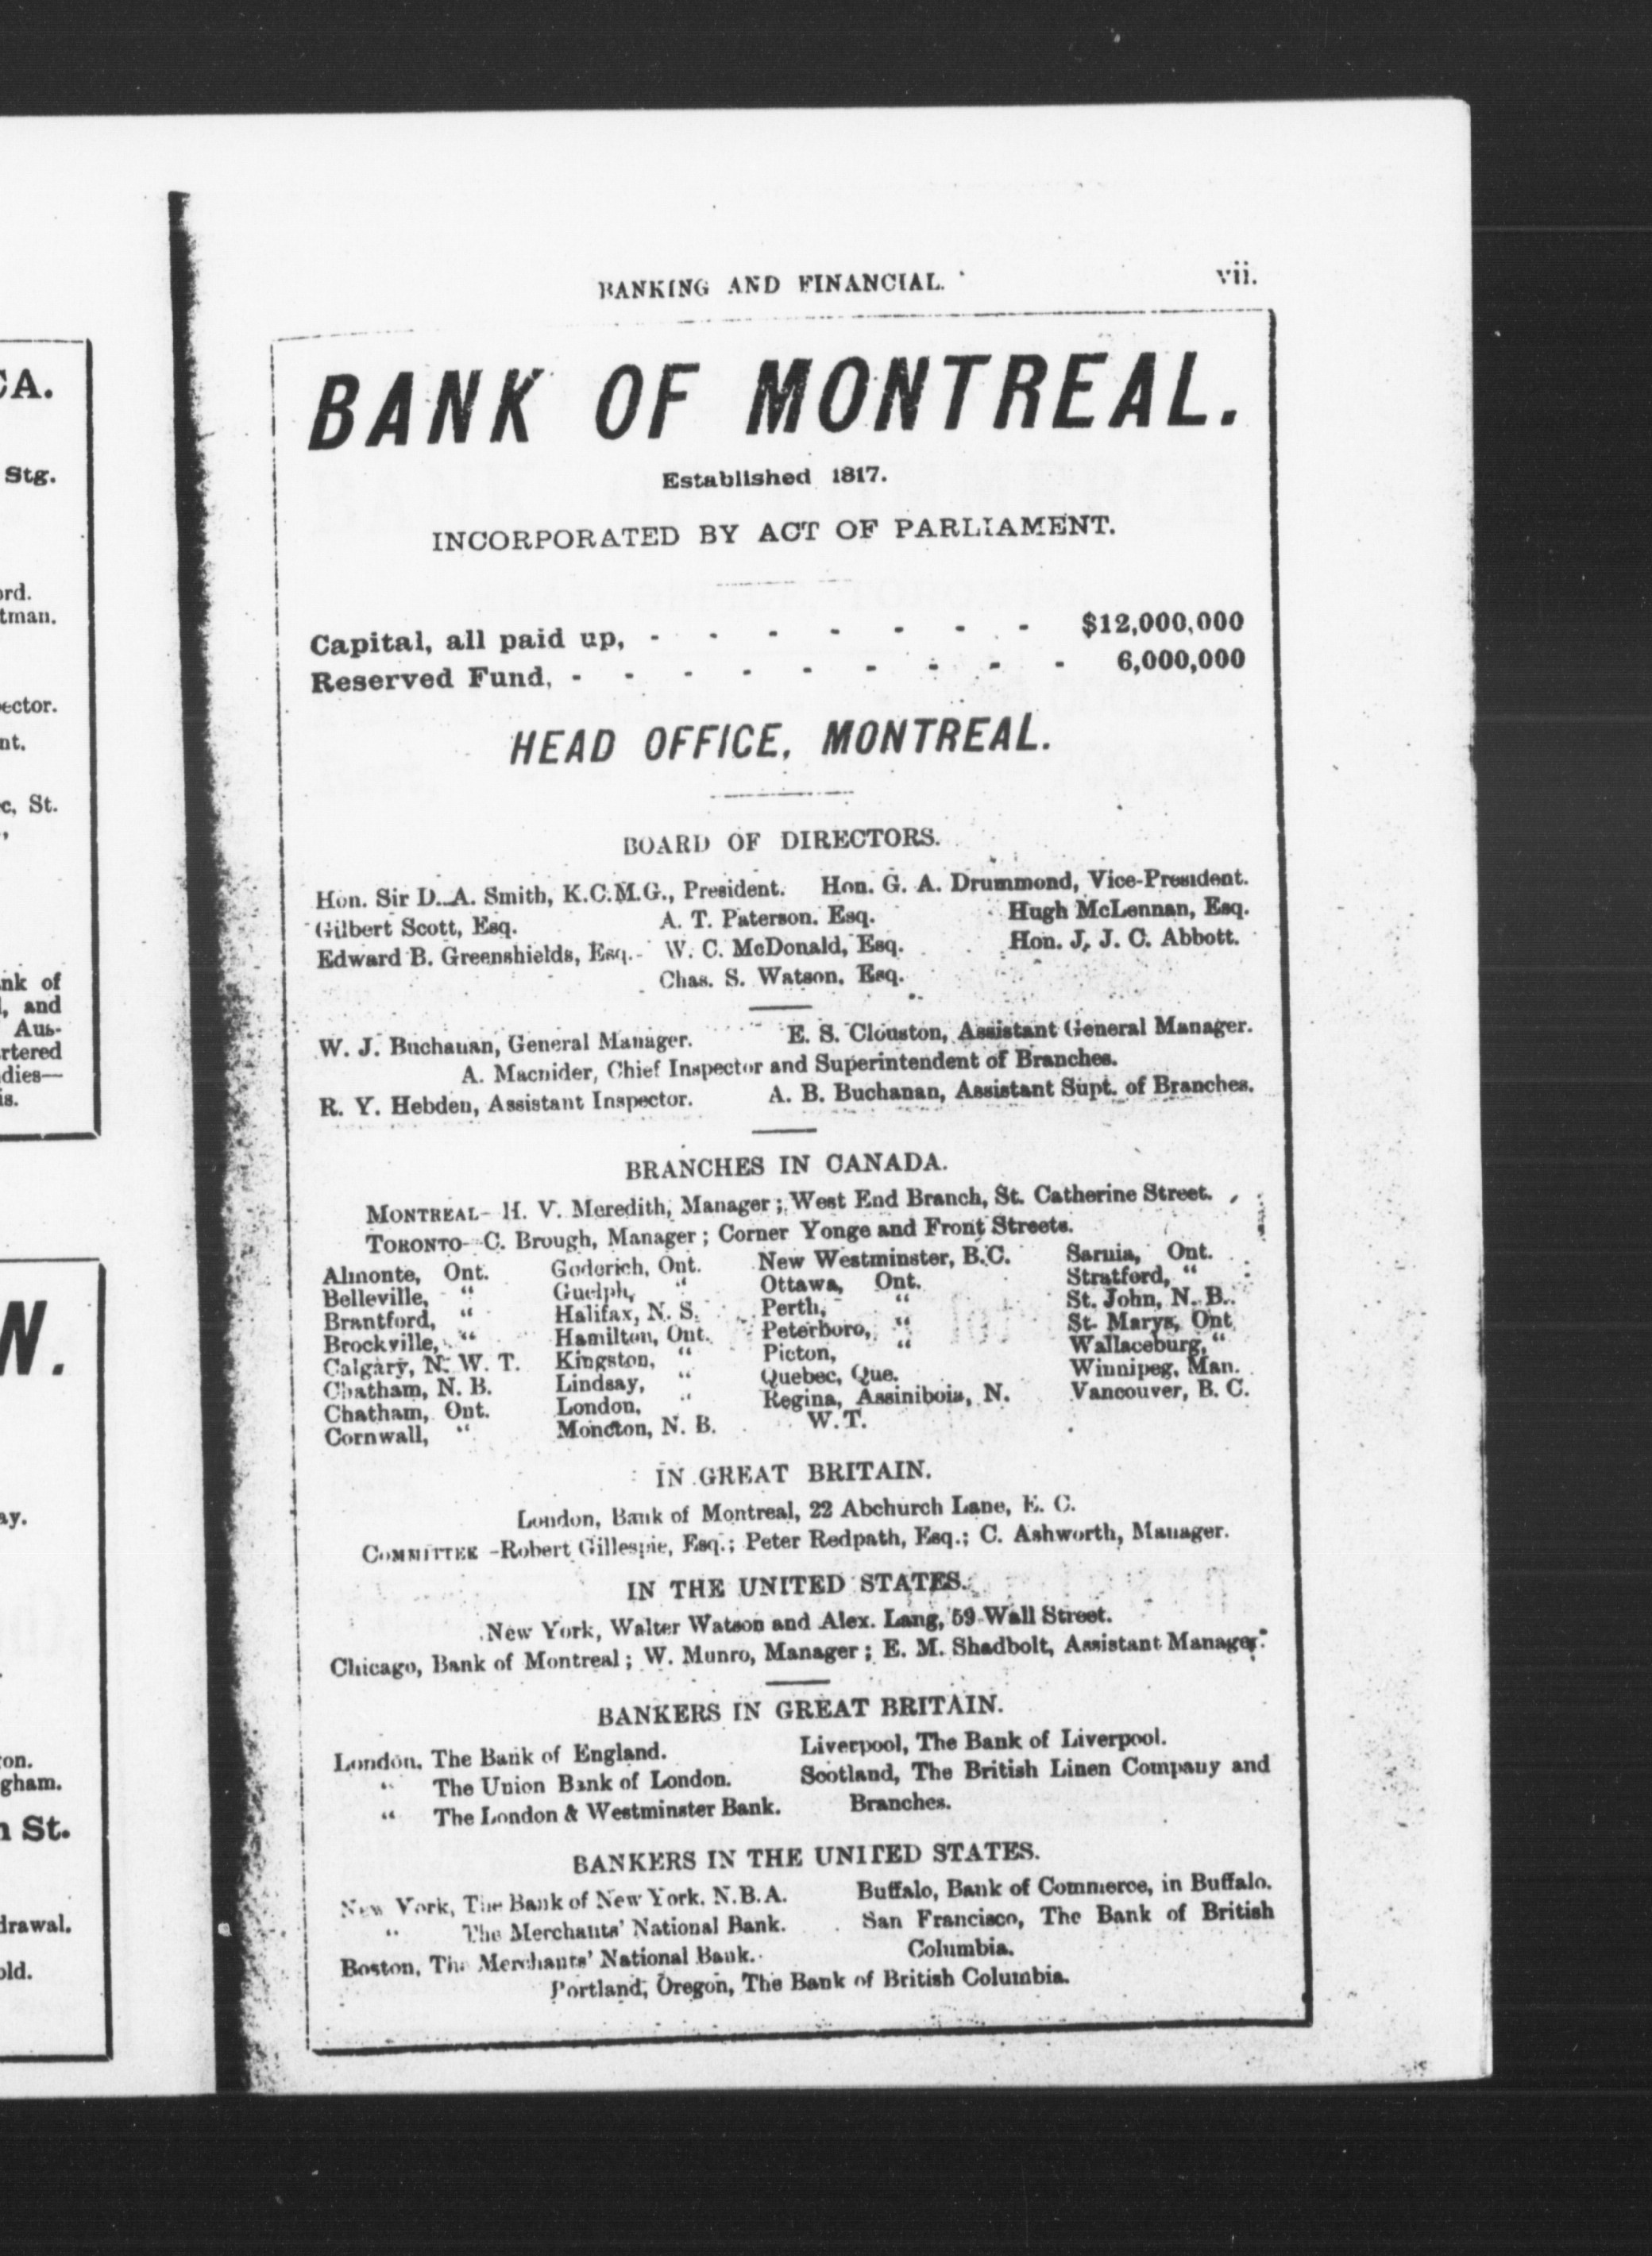 BANKING AND FINANCIAL.
vii.
BANK OF MONTREAL.
Established 1817.
INCORPORATED BY ACT OF PARLIAMENT.
Capital, all paid up, - - - - - - - $12,000,000
Reserved Fund, - - - - - - - - - 6,000,000
HEAD OFFICE, MONTREAL.
BOARD OF DIRECTORS.
Hon. Sir D. A. Smith, K.C.M.G., President. Hon. G. A. Drummond, Vice-President.
Gilbert Scott, Esq. A. T. Paterson. Esq. Hugh McLennan, Esq.
Edward B. Greenshields, Esq. W. C. McDonald, Esq. Hon. J. J. C. Abbott.
Chas. S. Watson, Esq.
W. J. Buchanan, General Manager. E. S. Clouston, Assistant General Manager.
A. Macnider, Chief Inspector and Superintendent of Branches.
R. Y. Hebden, Assistant Inspector. A. B. Buchanan, Assistant Supt. of Branches.
BRANCHES IN CANADA.
MONTREAL- H. V. Meredith, Manager; West End Branch, St. Catherine Street.
TORONTO- C. Brough, Manager; Corner Yonge and Front Streets.
Almonte, Ont. Goderich, Ont. New Westminster, B.C. Sarnia, Ont.
Belleville, " Guelph, " Ottawa, Ont. Stratford, "
Brantford, " Halifax, N. S. Perth, " St. John, N. B.
Brockville, " Hamilton, Ont. Peterboro, " St. Marys, Ont
Calgary, N. W. T. Kingston, " Picton, " Wallaceburg, "
Chatham, N. B. Lindsay, " Quebec, Que. Winnipeg, Man.
Chatham, Ont. London, " Regina, Assiniboia, N. Vancouver, B. C.
Cornwall, " Moncton, N. B. W. T.
IN GREAT BRITAIN.
London, Bank of Montreal, 22 Abchurch Lane, E. C.
COMMITTEE -Robert Gillespie, Esq.; Peter Redpath, Esq.; C. Ashworth, Manager.
IN THE UNITED STATES.
New York, Walter Watson and Alex. Lang, 59 Wall Street.
Chicago, Bank of Montreal; W. Munro, Manager; E. M. Shadbolt, Assistant Manager.
BANKERS IN GREAT BRITAIN.
London, The Bank of England. Liverpool, The Bank of Liverpool.
" The Union Bank of London. Scotland, The British Linen Company and
" The London & Westminster Bank. Branches.
BANKERS IN THE UNITED STATES.
New York, The Bank of New York, N.B.A. Buffalo, Bank of Commerce, in Buffalo.
" The Merchants' National Bank. San Francisco, The Bank of British
Boston, The Merchants' National Bank. Columbia.
Portland, Oregon, The Bank of British Columbia.